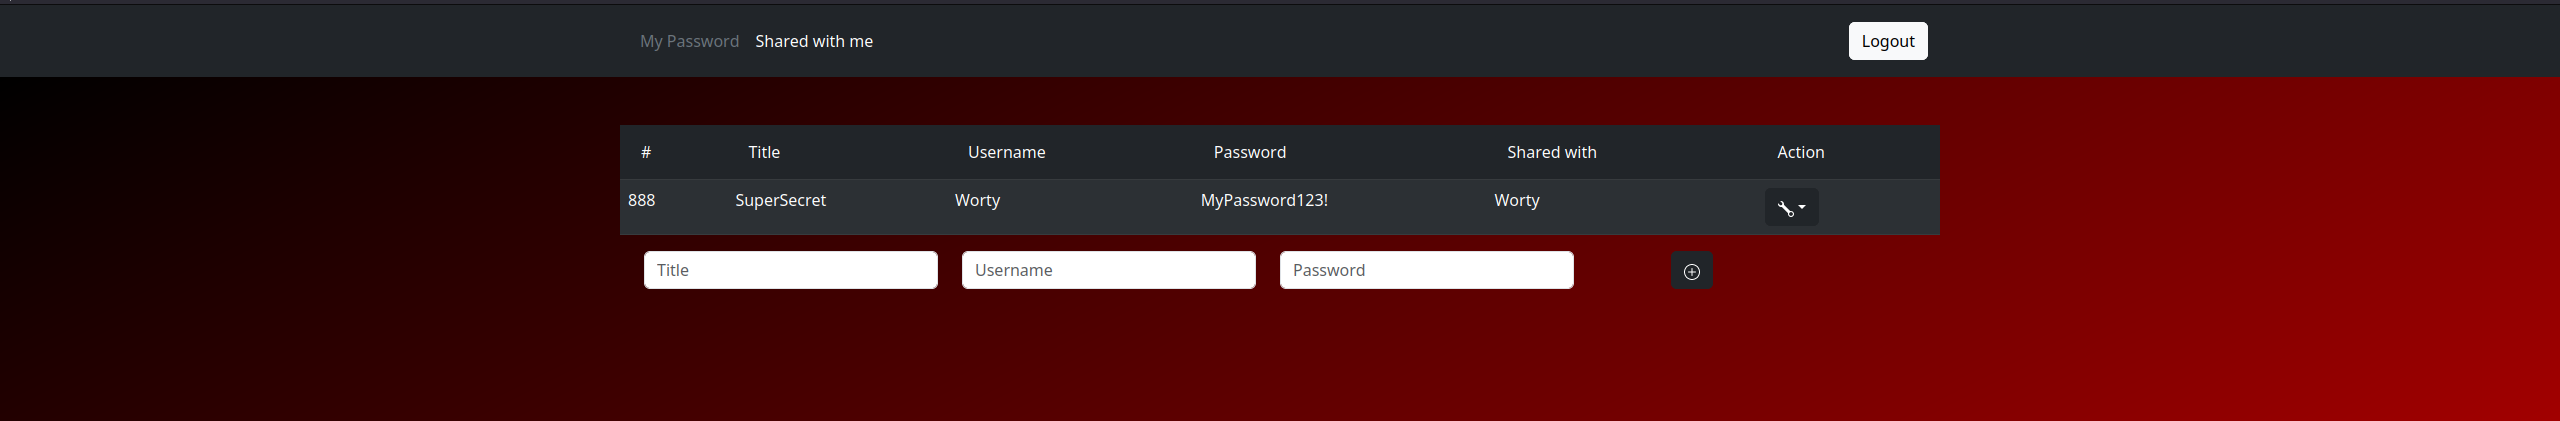 My Password Shared with me Logout
# Title Username Password Shared with Action
888 SuperSecret Worty MyPassword123! Worty
Title Username Password